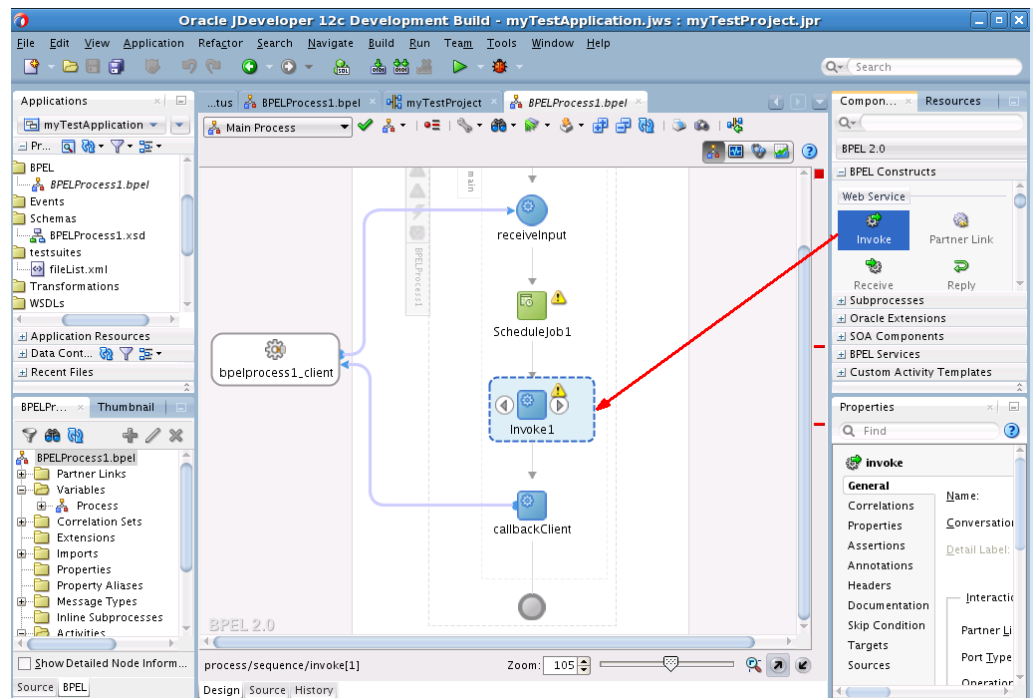 Oracle JDeveloper 12c Development Build - myTestApplication.jws : myTestProject.jpr
File Edit View Application Refactor Search Navigate Build Run Team Tools Window Help
Search
Applications
myTestApplication
Pr...
BPEL
BPELProcess1.bpel
Events
Schemas
BPELProcess1.xsd
testsuites
fileList.xml
Transformations
WSDLs
Application Resources
Data Cont...
Recent Files
BPELPr... Thumbnail
BPELProcess1.bpel
Partner Links
Variables
Process
Correlation Sets
Extensions
Imports
Properties
Property Aliases
Message Types
Inline Subprocesses
Activities
Show Detailed Node Inform...
Source BPEL
...tus BPELProcess1.bpel myTestProject BPELProcess1.bpel
Main Process
main
BPELProcess1
receiveInput
ScheduleJob1
bpelprocess1_client
Invoke1
callbackClient
BPEL 2.0
process/sequence/invoke[1] Zoom: 105
Design Source History
Compon... Resources
BPEL 2.0
BPEL Constructs
Web Service
Invoke Partner Link
Receive Reply
Subprocesses
Oracle Extensions
SOA Components
BPEL Services
Custom Activity Templates
Properties
Find
invoke
General
Correlations
Properties
Assertions
Annotations
Headers
Documentation
Skip Condition
Targets
Sources
Name:
Conversation
Detail Label:
Interactio
Partner Li
Port Type
Operation